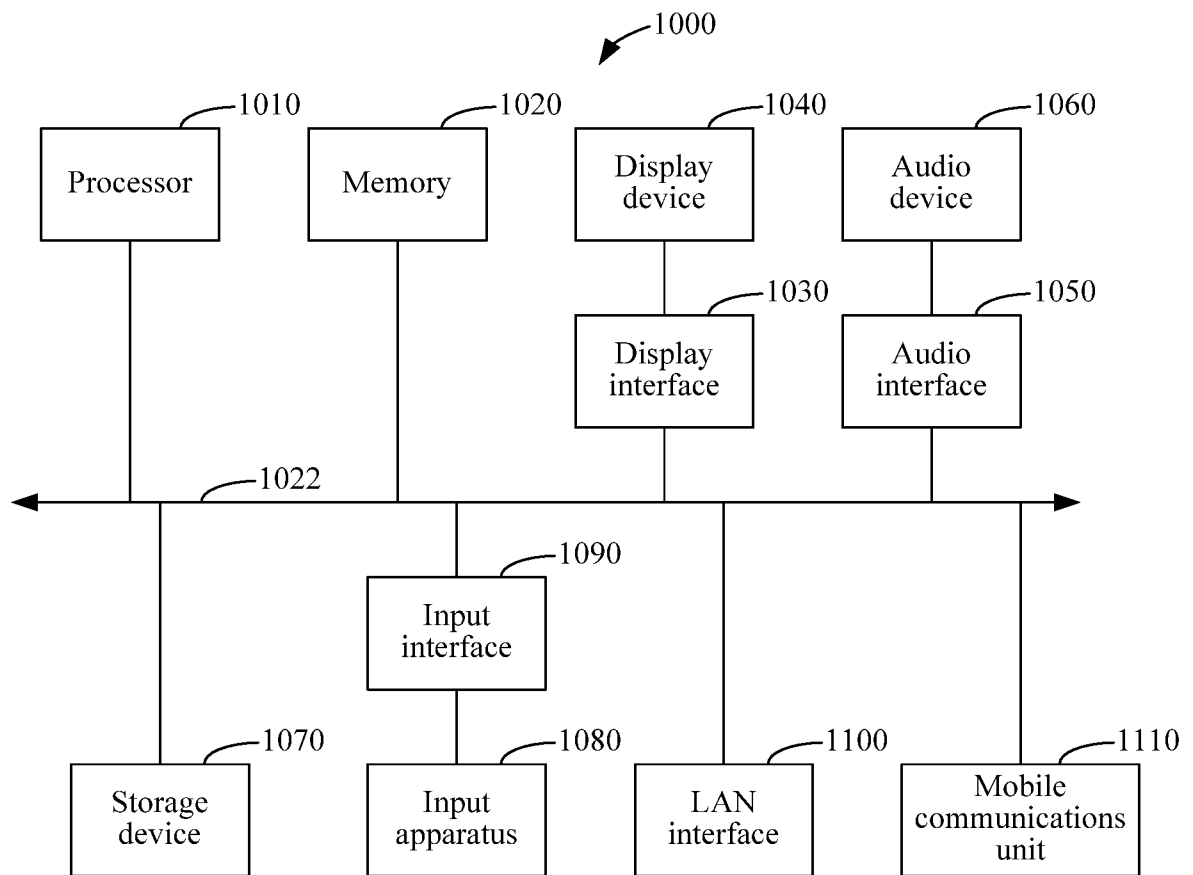 1000
1010
1020
1040
1060
Processor
Memory
Display
device
Audio
device
1030
1050
Display
interface
Audio
interface
1022
1090
Input
interface
1070
1080
1100
1110
Storage
device
Input
apparatus
LAN
interface
Mobile
communications
unit